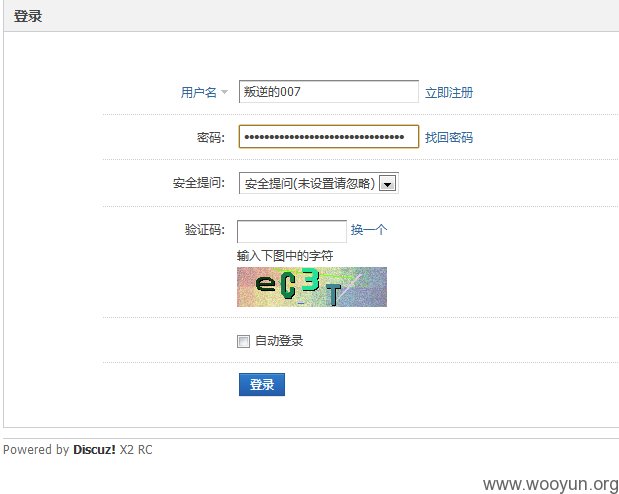 登录
用户名 叛逆的007 立即注册
密码: •••••••••••••••••••••••••••••••• 找回密码
安全提问: 安全提问(未设置请忽略)
验证码: 换一个
输入下图中的字符
eC3T
自动登录
登录
Powered by Discuz! X2 RC
www.wooyun.org